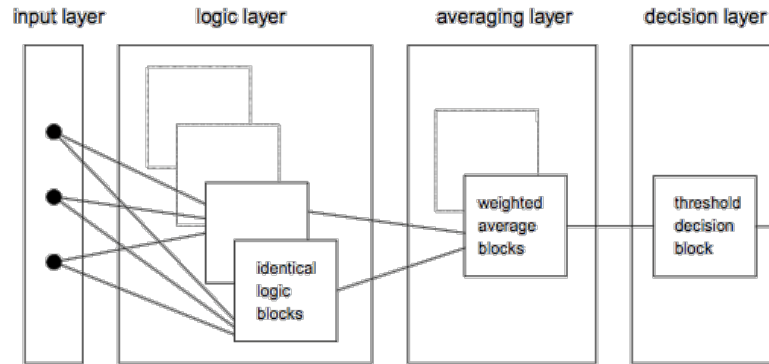 input layer
logic layer
averaging layer
decision layer
weighted
average
blocks
threshold
decision
block
identical
logic
blocks